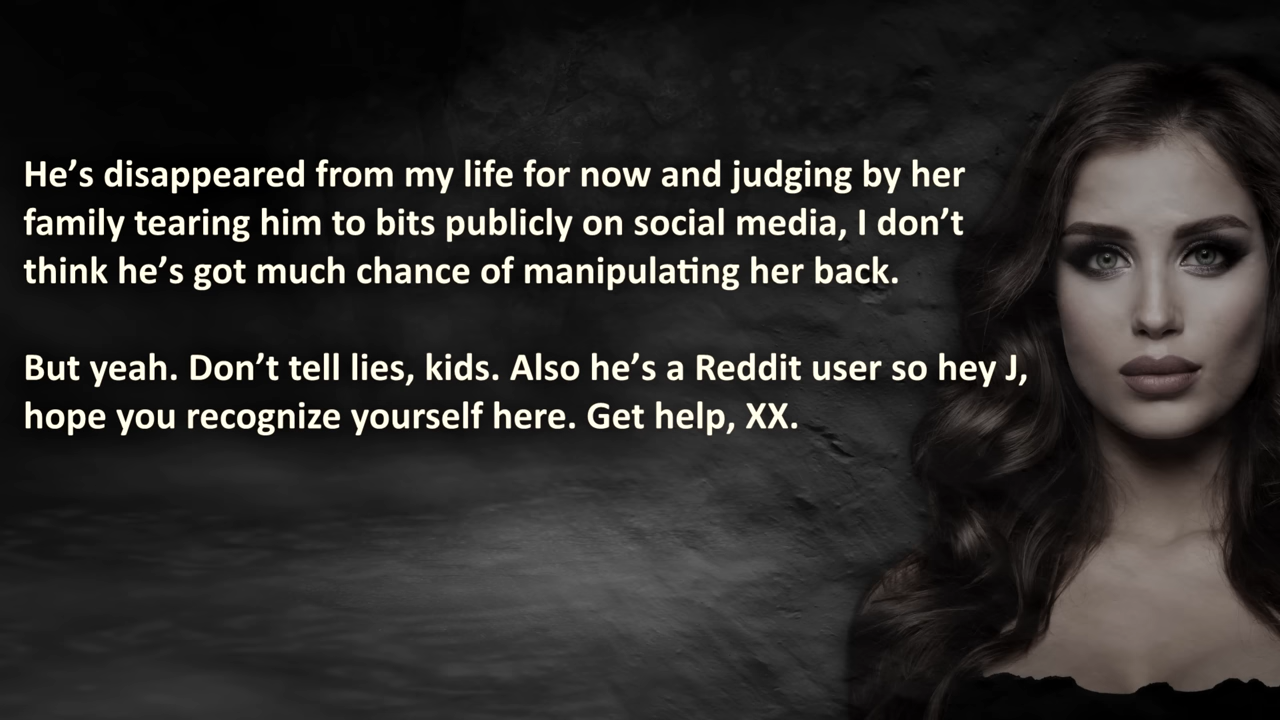 He’s disappeared from my life for now and judging by her
family tearing him to bits publicly on social media, I don’t
think he’s got much chance of manipulating her back.
But yeah. Don’t tell lies, kids. Also he’s a Reddit user so hey J,
hope you recognize yourself here. Get help, XX.